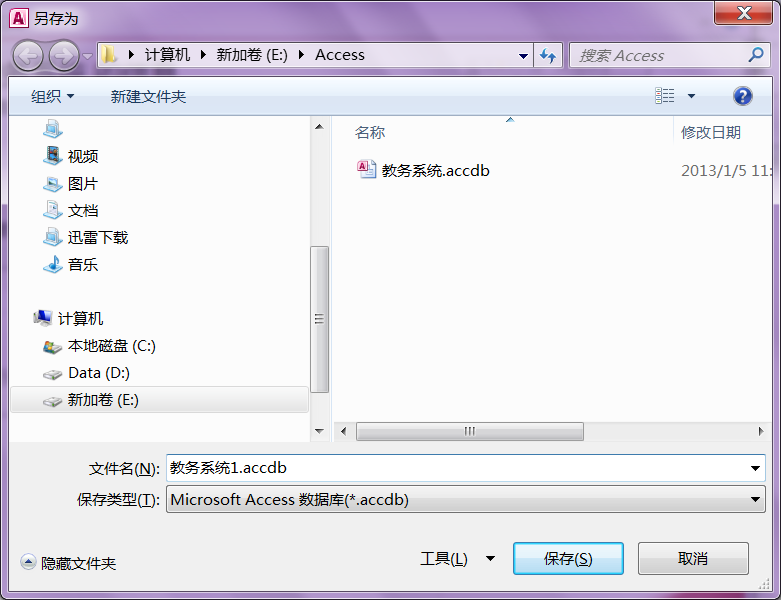 另存为
计算机 新加卷 (E:) Access
搜索 Access
组织 新建文件夹
名称 修改日期
视频
教务系统.accdb 2013/1/5 11:
图片
文档
迅雷下载
音乐
计算机
本地磁盘 (C:)
Data (D:)
新加卷 (E:)
文件名(N): 教务系统1.accdb
保存类型(T): Microsoft Access 数据库(*.accdb)
隐藏文件夹 工具(L) 保存(S) 取消